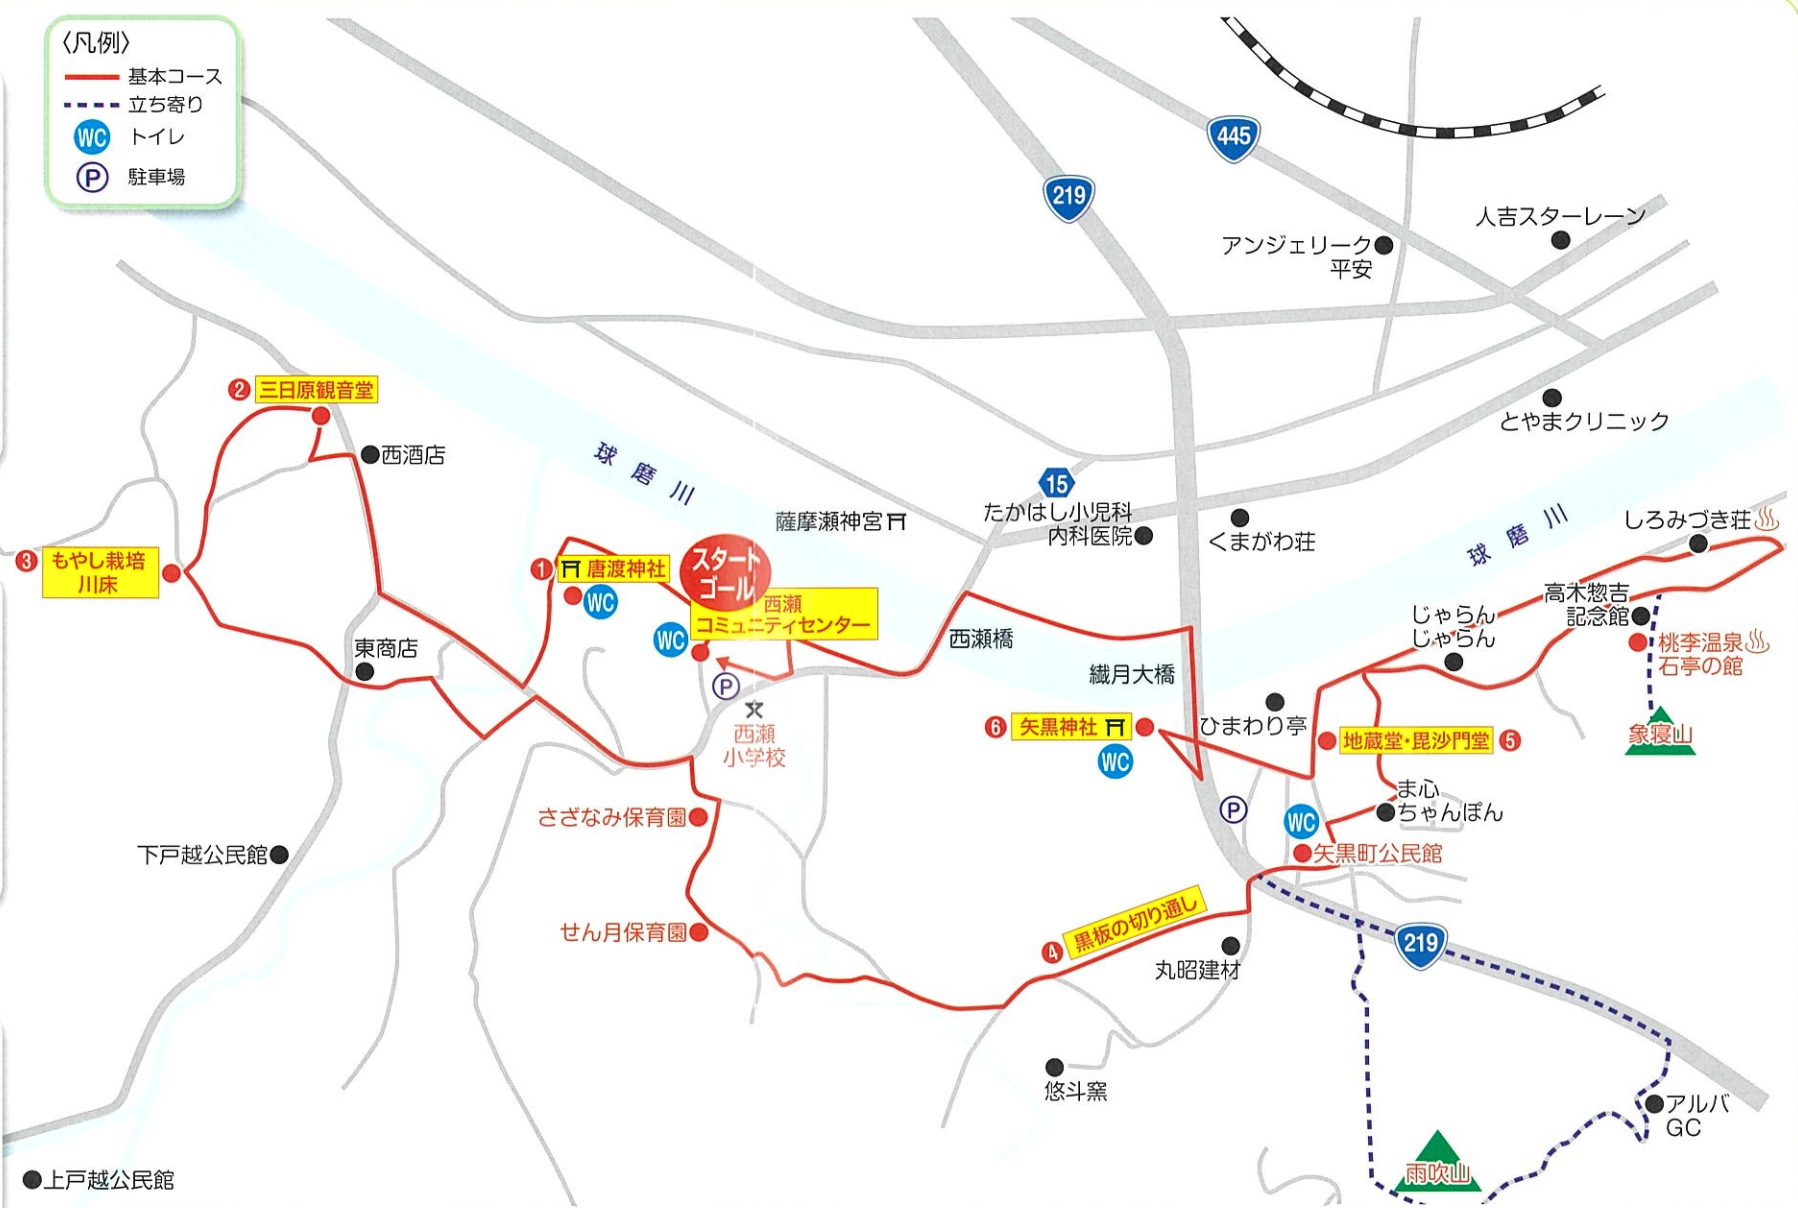 〈凡例〉
基本コース
立ち寄り
WC トイレ
P 駐車場
445
219
人吉スターレーン
アンジェリーク
平安
とやまクリニック
2 三日原観音堂
西酒店
球磨川
15
薩摩瀬神宮
たかはし小児科
内科医院
くまがわ荘
球磨川
しろみづき荘
3 もやし栽培
川床
1 唐渡神社
WC
スタート
ゴール
西瀬
コミュニティセンター
WC
P
西瀬
小学校
東商店
西瀬橋
繊月大橋
高木惣吉
記念館
じゃらん
じゃらん
桃李温泉
石亭の館
象寝山
6 矢黒神社
WC
ひまわり亭
地蔵堂・毘沙門堂 5
ま心
ちゃんぽん
P
WC
矢黒町公民館
さざなみ保育園
下戸越公民館
せん月保育園
4 黒板の切り通し
丸昭建材
219
悠斗窯
アルバ
GC
雨吹山
上戸越公民館